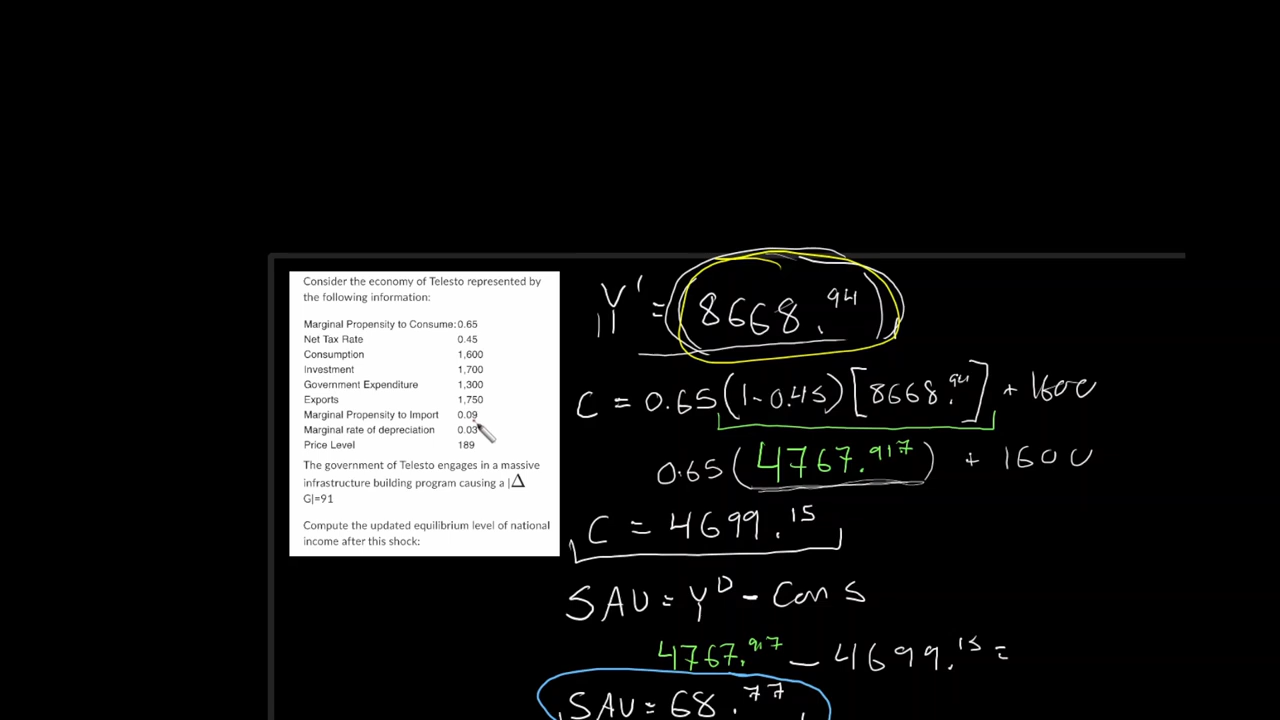 Consider the economy of Telesto represented by
the following information:
Marginal Propensity to Consume: 0.65
Net Tax Rate 0.45
Consumption 1,600
Investment 1,700
Government Expenditure 1,300
Exports 1,750
Marginal Propensity to Import 0.09
Marginal rate of depreciation 0.03
Price Level 189
The government of Telesto engages in a massive
infrastructure building program causing a |Δ
G|=91
Compute the updated equilibrium level of national
income after this shock:
Y' = (8668.94)
C = 0.65(1-0.45)[8668.94] + 1600
0.65(4767.917) + 1600
C = 4699.15
SAV = Y^D - Cons
4767.917 - 4699.15 =
SAV = 68.77